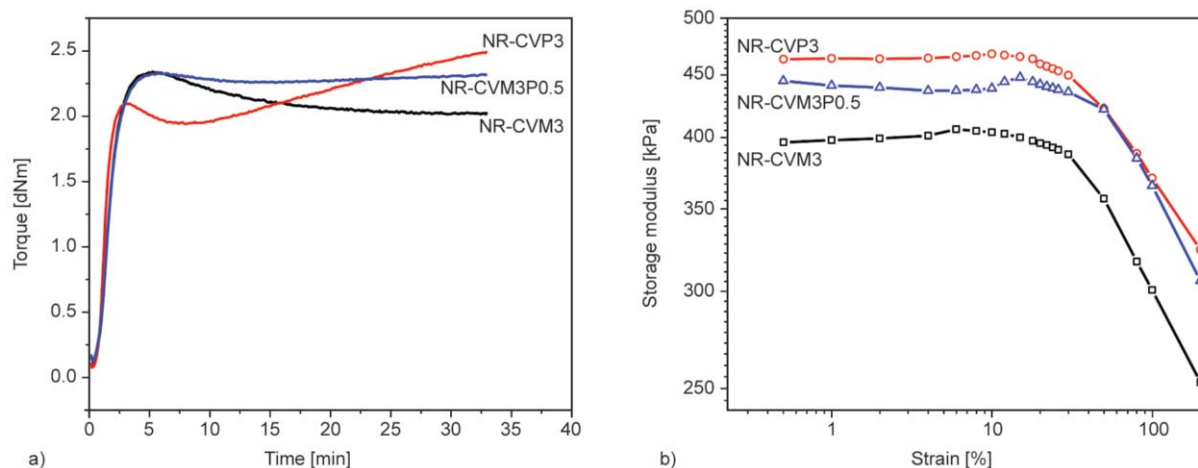 2.5
2.0
1.5
1.0
0.5
0.0
Torque [dNm]
NR-CVP3
NR-CVM3P0.5
NR-CVM3
0 5 10 15 20 25 30 35 40
Time [min]
a)
500
450
400
350
300
250
Storage modulus [kPa]
NR-CVP3
NR-CVM3P0.5
NR-CVM3
1 10 100
Strain [%]
b)